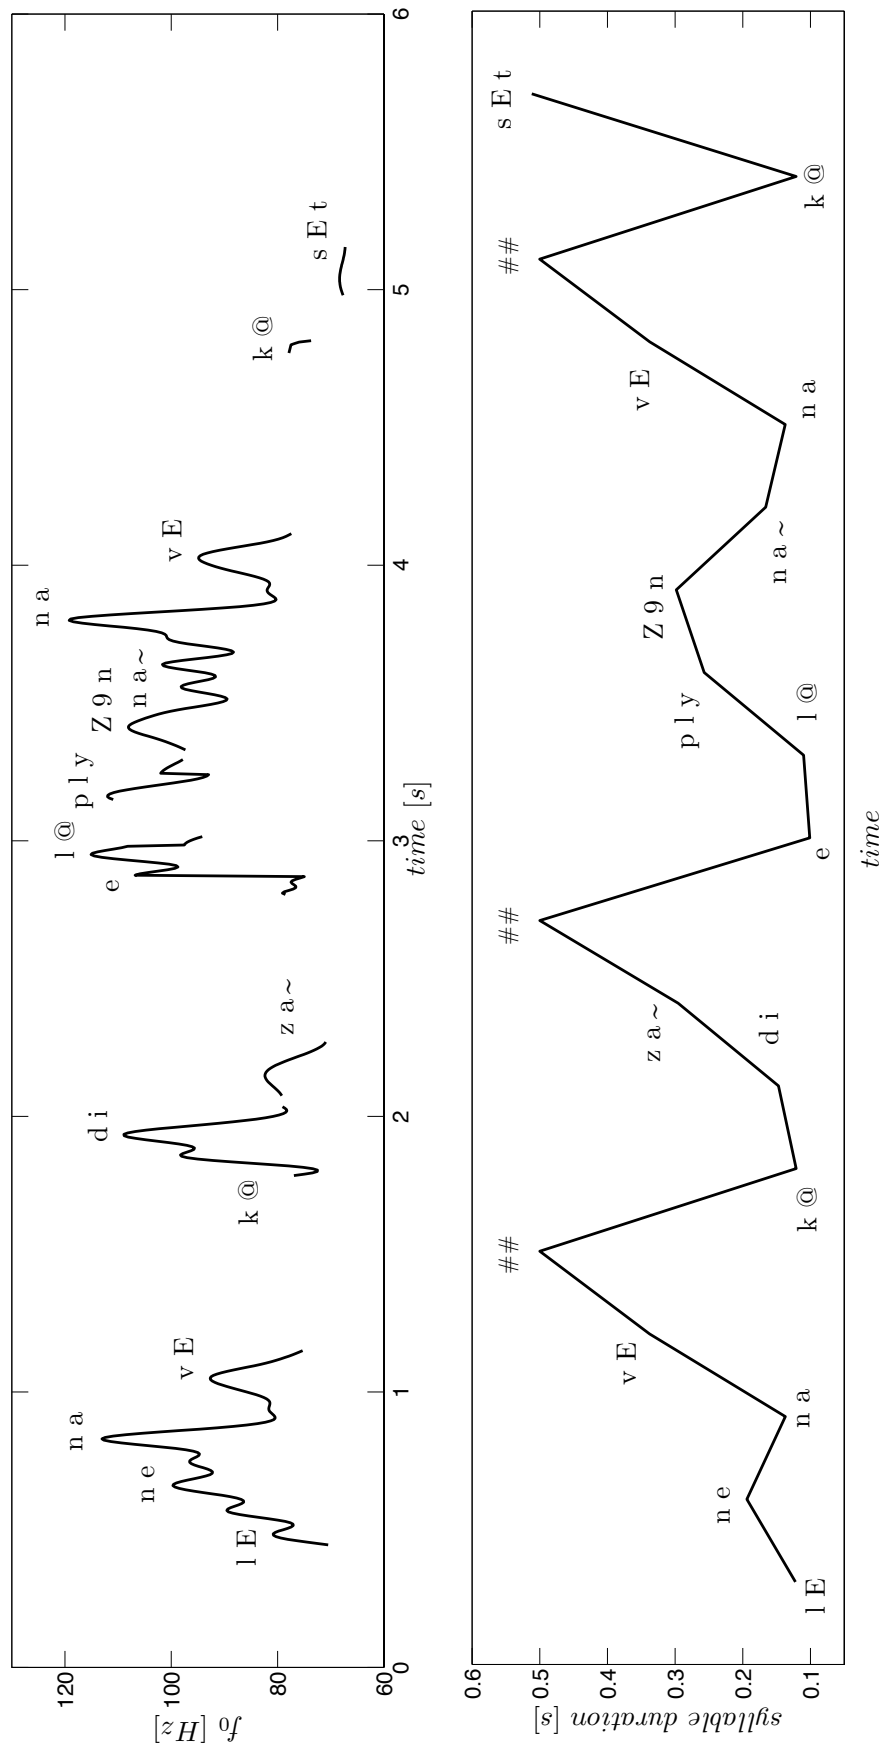 120
100
80
60
f₀ [Hz]
l E
n e
n a
v E
k @
d i
z a~
e
l @
p l y
Z 9 n
n a~
n a
v E
k @
s E t
0
1
2
3
4
5
6
time [s]
0.6
0.5
0.4
0.3
0.2
0.1
syllable duration [s]
l E
n e
n a
v E
##
k @
d i
z a~
##
e
l @
p l y
Z 9 n
n a~
n a
v E
##
k @
s E t
time